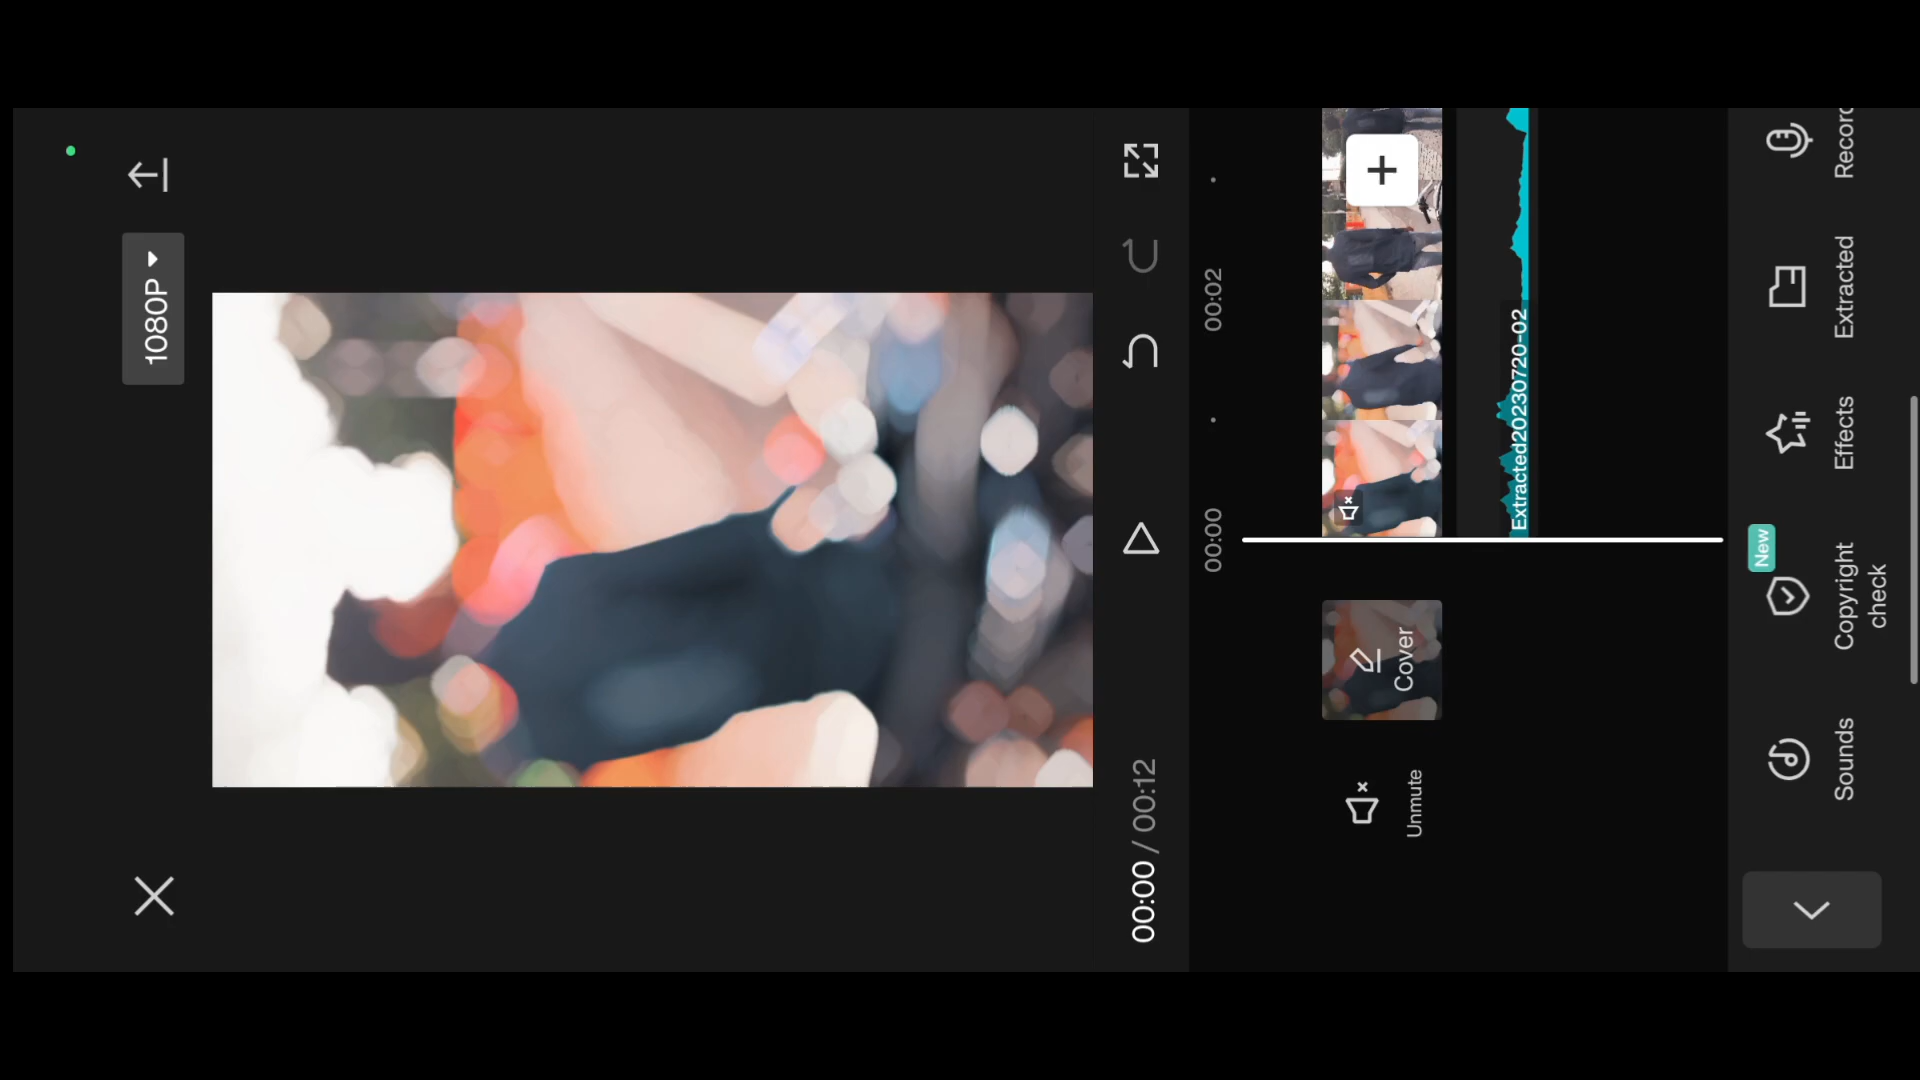 1080P
00:00 / 00:12
00:00
00:02
Unmute
Cover
Extracted20230720-02
Sounds
New
Copyright
check
Effects
Extracted
Recor